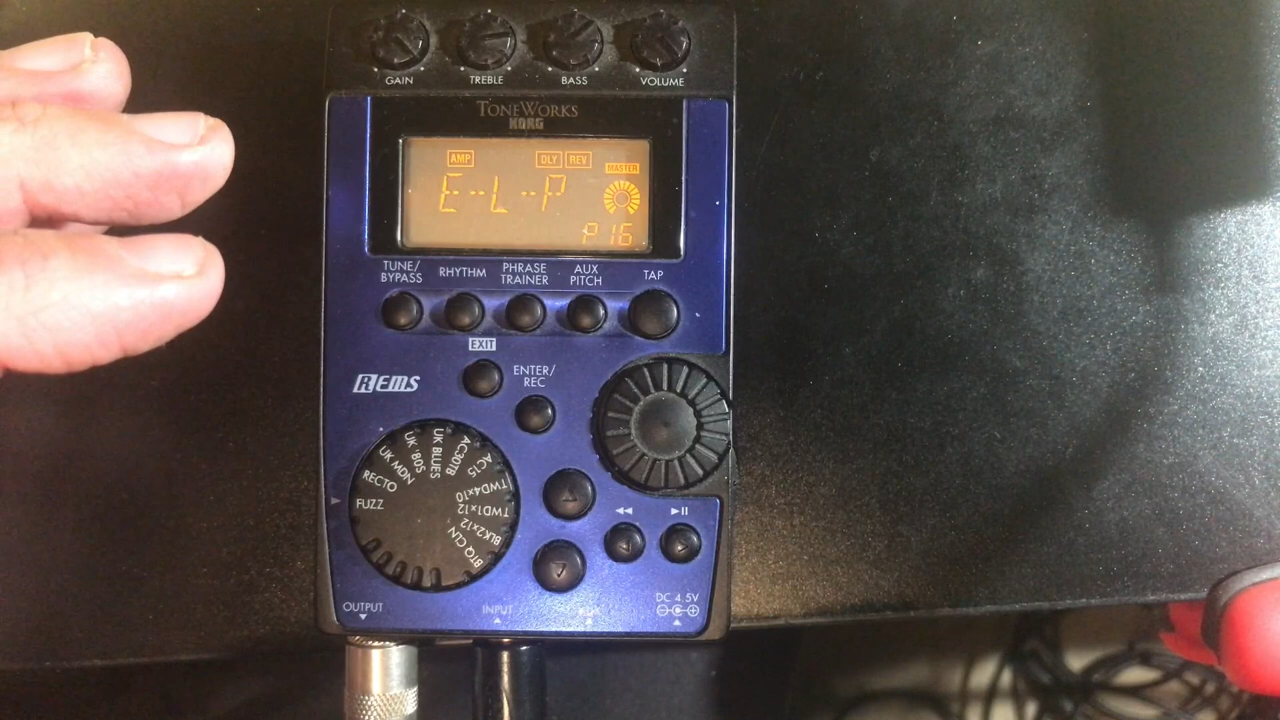 GAIN TREBLE BASS VOLUME
TONEWORKS
KORG
AMP DLY REV
MASTER
E-L-P
P16
TUNE/ BYPASS
RHYTHM
PHRASE TRAINER
AUX PITCH
TAP
EXIT
ENTER/ REC
REMS
FUZZ
RECTO
UK MDN
UK '80S
UK BLUES
AC30TB
AC15
TWD4x10
TWD1x12
BLK2x12
BTQ CLN
OUTPUT
INPUT
AUX
DC 4.5V